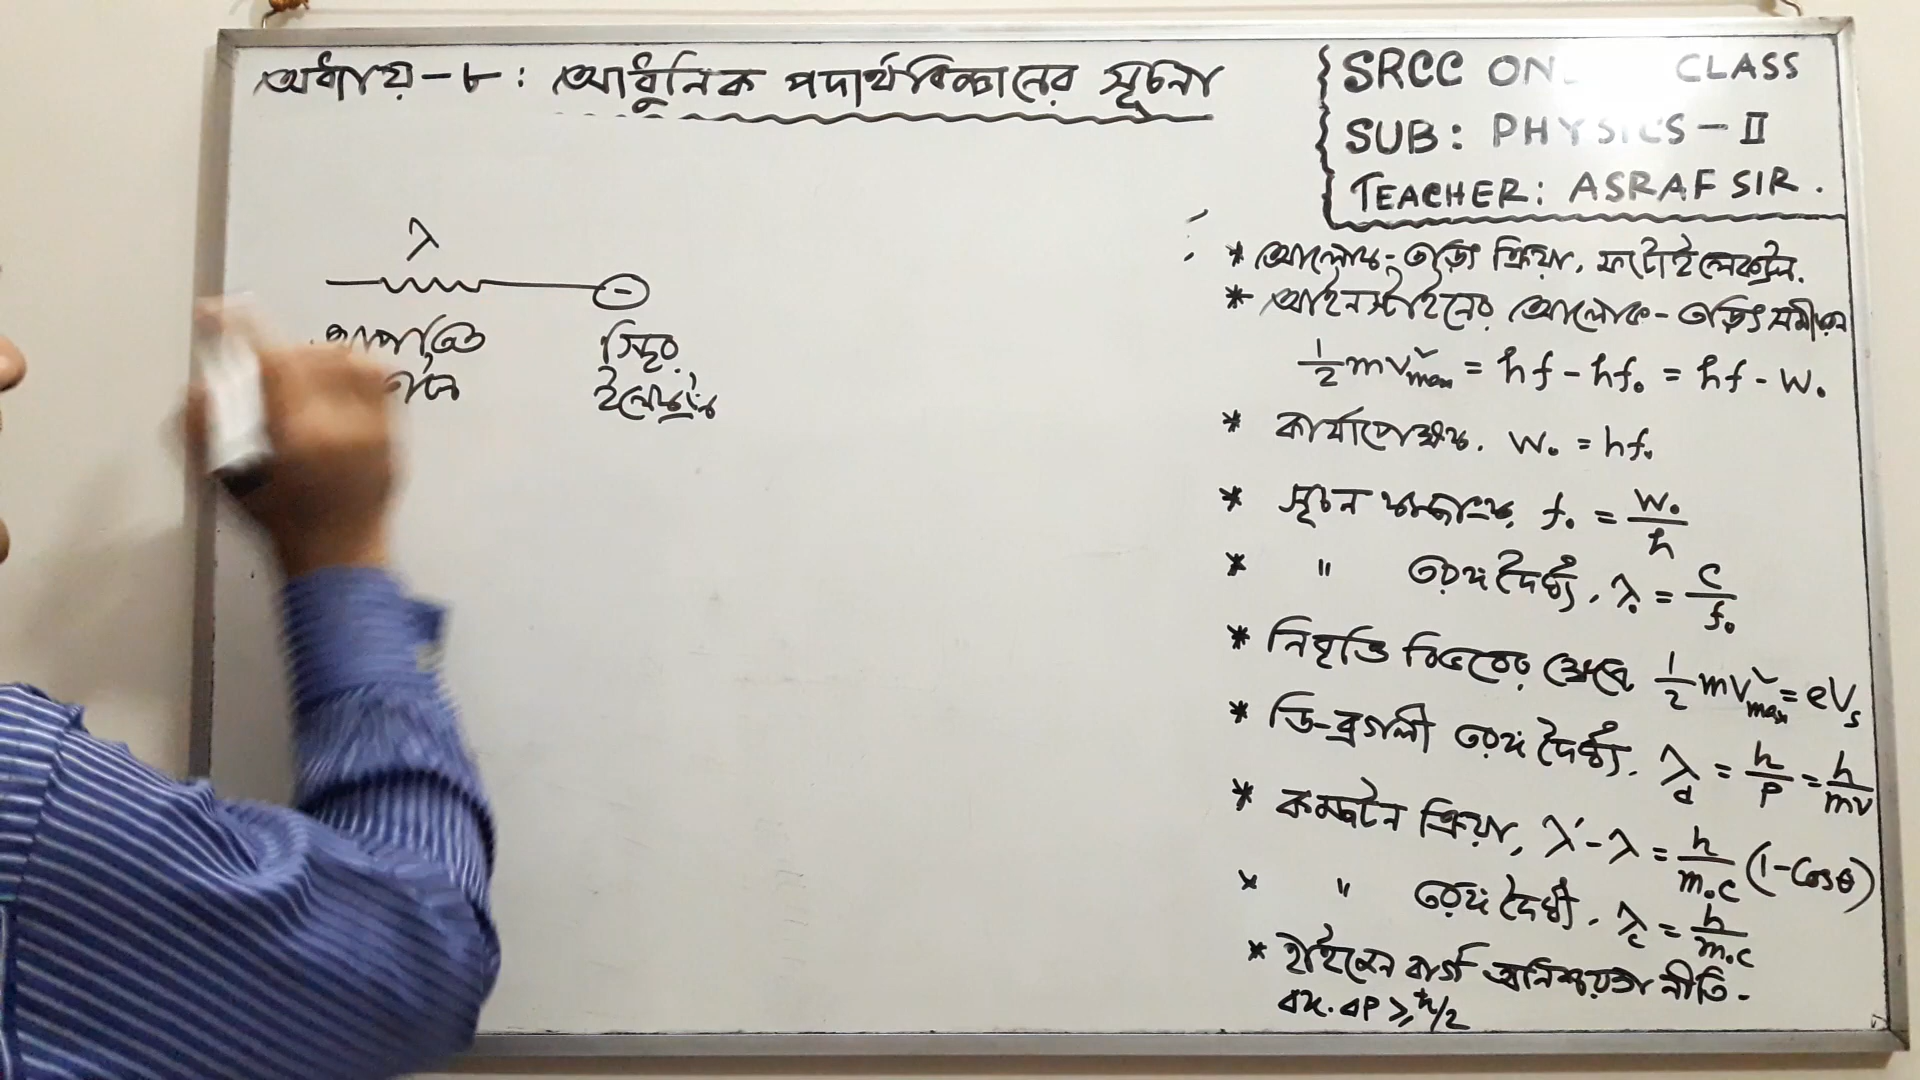 অধ্যায়-৮: আধুনিক পদার্থবিজ্ঞানের সূচনা
SRCC ON CLASS
SUB: PHYSICS-II
TEACHER: ASRAF SIR.
λ
-
স্থির
ইলেকট্রন
* আলোক-তড়িৎ ক্রিয়া, ফটোইলেকট্রন.
* আইনস্টাইনের আলোক-তড়িৎ সমীকরণ
½mv²max = hf - hf₀ = hf - W₀
* কার্যাপেক্ষক. W₀ = hf₀
* সূচন কম্পাংক, f₀ = W₀/h
* " তরঙ্গ দৈর্ঘ্য, λ₀ = c/f₀
* নিবৃত্তি বিভবের ক্ষেত্রে ½mv²max = eVs
* ডি-ব্রগলী তরঙ্গ দৈর্ঘ্য, λd = h/P = h/mv
* কম্পটন ক্রিয়া, λ'-λ = h/m₀c (1-Cosθ)
* " তরঙ্গ দৈর্ঘ্য, λc = h/m₀c
* হাইজেনবার্গ অনিশ্চয়তা নীতি-
Δx.ΔP ≥ ħ/2